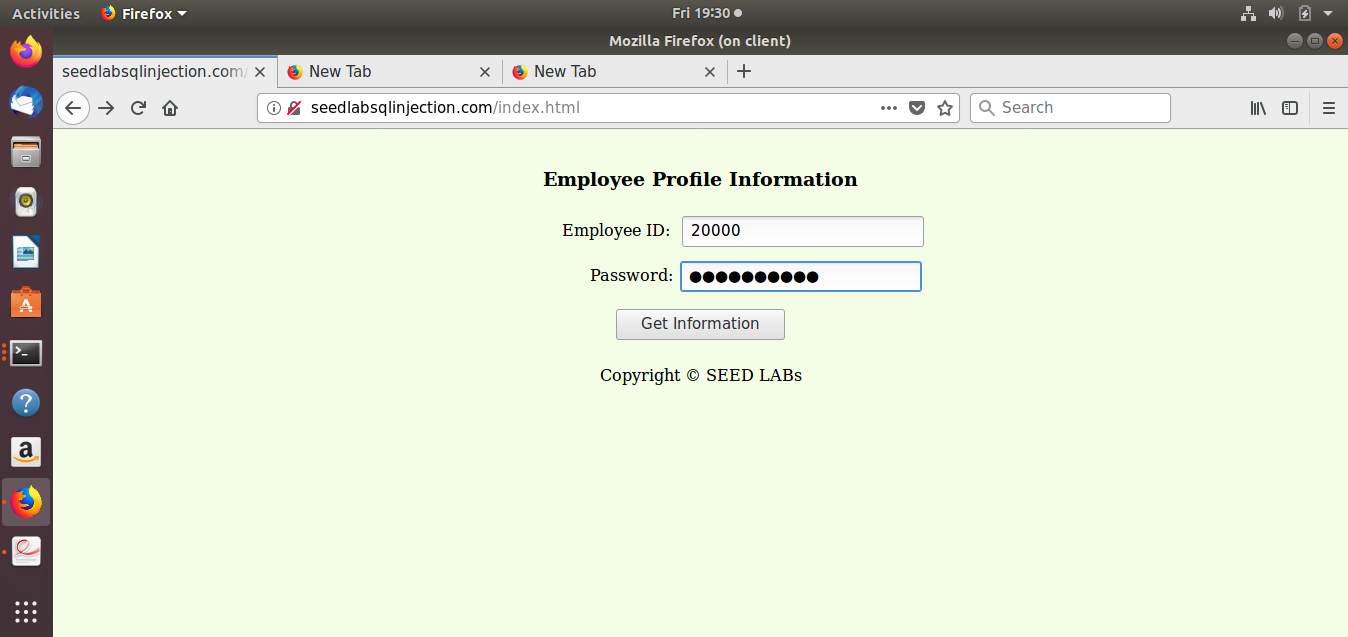 Activities Firefox Fri 19:30
Mozilla Firefox (on client)
seedlabsqlinjection.com/ New Tab New Tab
seedlabsqlinjection.com/index.html Search
Employee Profile Information
Employee ID: 20000
Password: ●●●●●●●●●●
Get Information
Copyright © SEED LABs